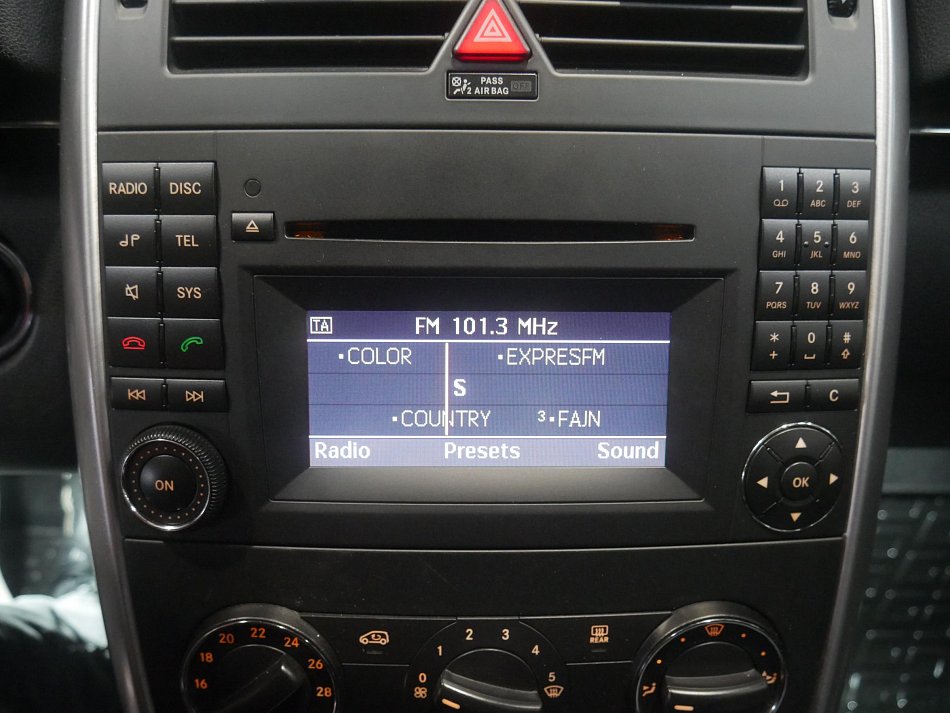 PASS
2 AIR BAG OFF
RADIO DISC
TEL
SYS
ON
1 2 ABC 3 DEF
4 GHI 5 JKL 6 MNO
7 PQRS 8 TUV 9 WXYZ
* + 0 #
C
OK
TA FM 101.3 MHz
•COLOR •EXPRESFM
S
•COUNTRY 3•FAJN
Radio Presets Sound
16 18 20 22 24 26 28
0 1 2 3 4 5
REAR